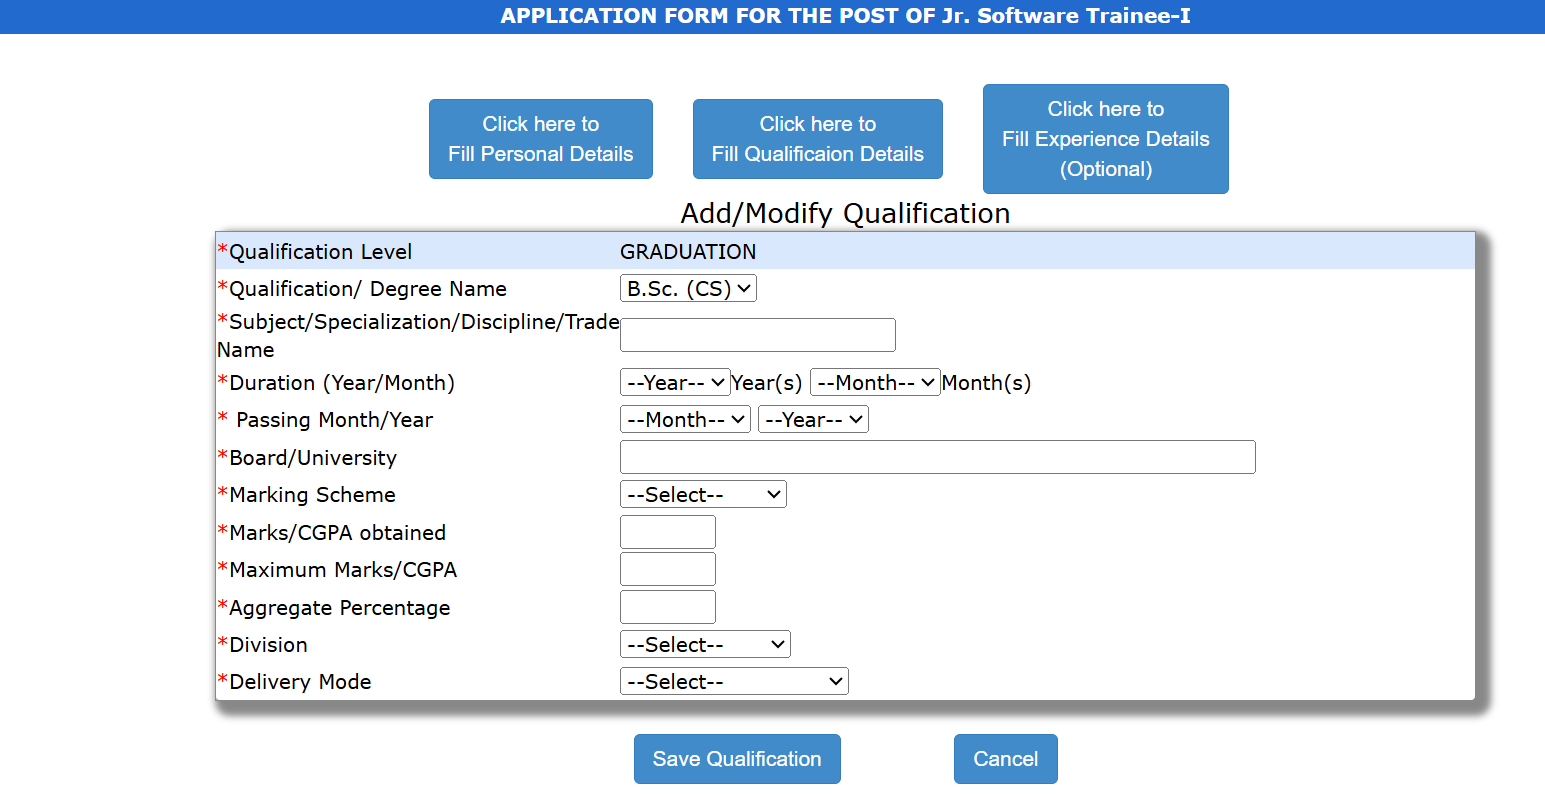 APPLICATION FORM FOR THE POST OF Jr. Software Trainee-I
Click here to
Fill Personal Details
Click here to
Fill Qualificaion Details
Click here to
Fill Experience Details
(Optional)
Add/Modify Qualification
*Qualification Level GRADUATION
*Qualification/ Degree Name B.Sc. (CS)
*Subject/Specialization/Discipline/Trade
Name
*Duration (Year/Month) --Year-- Year(s) --Month-- Month(s)
* Passing Month/Year --Month-- --Year--
*Board/University
*Marking Scheme --Select--
*Marks/CGPA obtained
*Maximum Marks/CGPA
*Aggregate Percentage
*Division --Select--
*Delivery Mode --Select--
Save Qualification Cancel